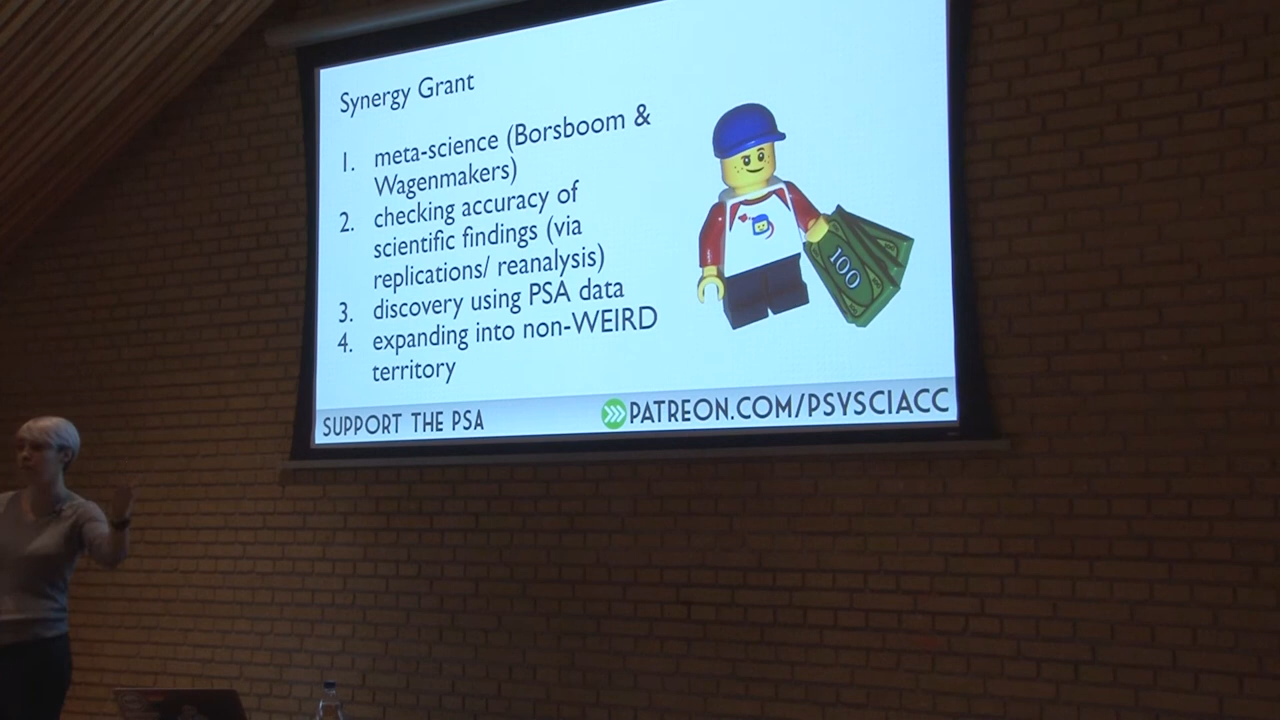 Synergy Grant
1. meta-science (Borsboom &
Wagenmakers)
2. checking accuracy of
scientific findings (via
replications/ reanalysis)
3. discovery using PSA data
4. expanding into non-WEIRD
territory
100
SUPPORT THE PSA
PATREON.COM/PSYSCIACC